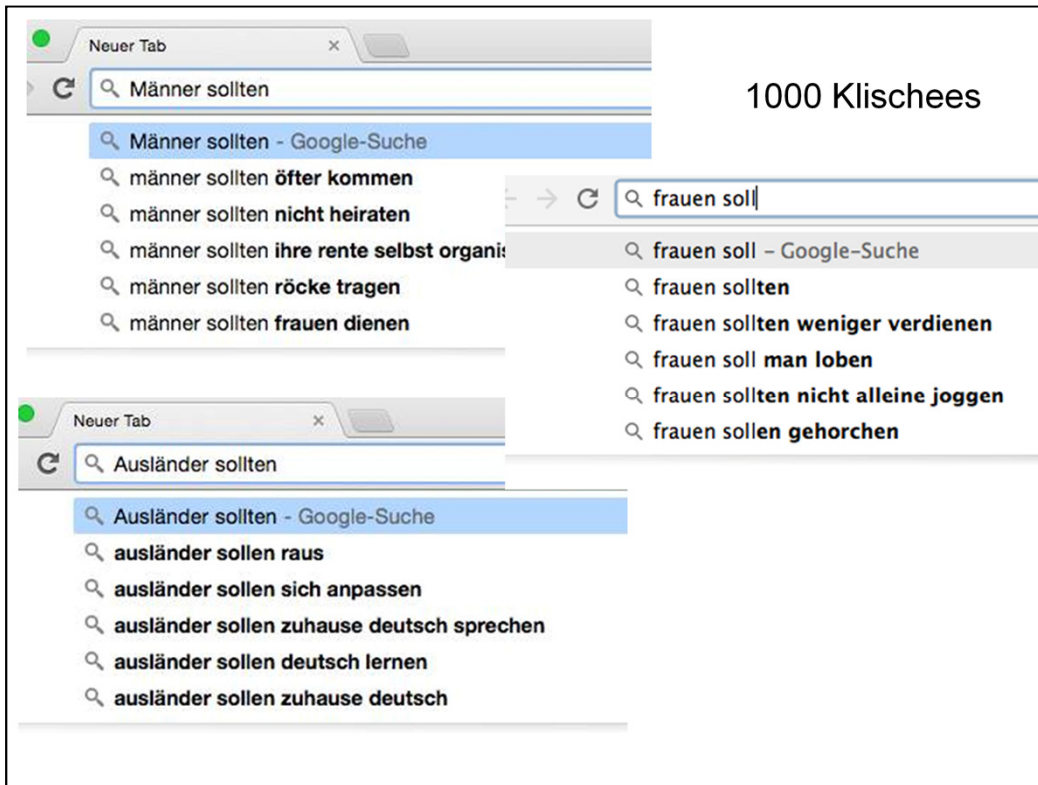 Neuer Tab
Männer sollten
Männer sollten - Google-Suche
männer sollten öfter kommen
männer sollten nicht heiraten
männer sollten ihre rente selbst organis
männer sollten röcke tragen
männer sollten frauen dienen
1000 Klischees
frauen soll
frauen soll – Google-Suche
frauen sollten
frauen sollten weniger verdienen
frauen soll man loben
frauen sollten nicht alleine joggen
frauen sollen gehorchen
Neuer Tab
Ausländer sollten
Ausländer sollten - Google-Suche
ausländer sollen raus
ausländer sollen sich anpassen
ausländer sollen zuhause deutsch sprechen
ausländer sollen deutsch lernen
ausländer sollen zuhause deutsch